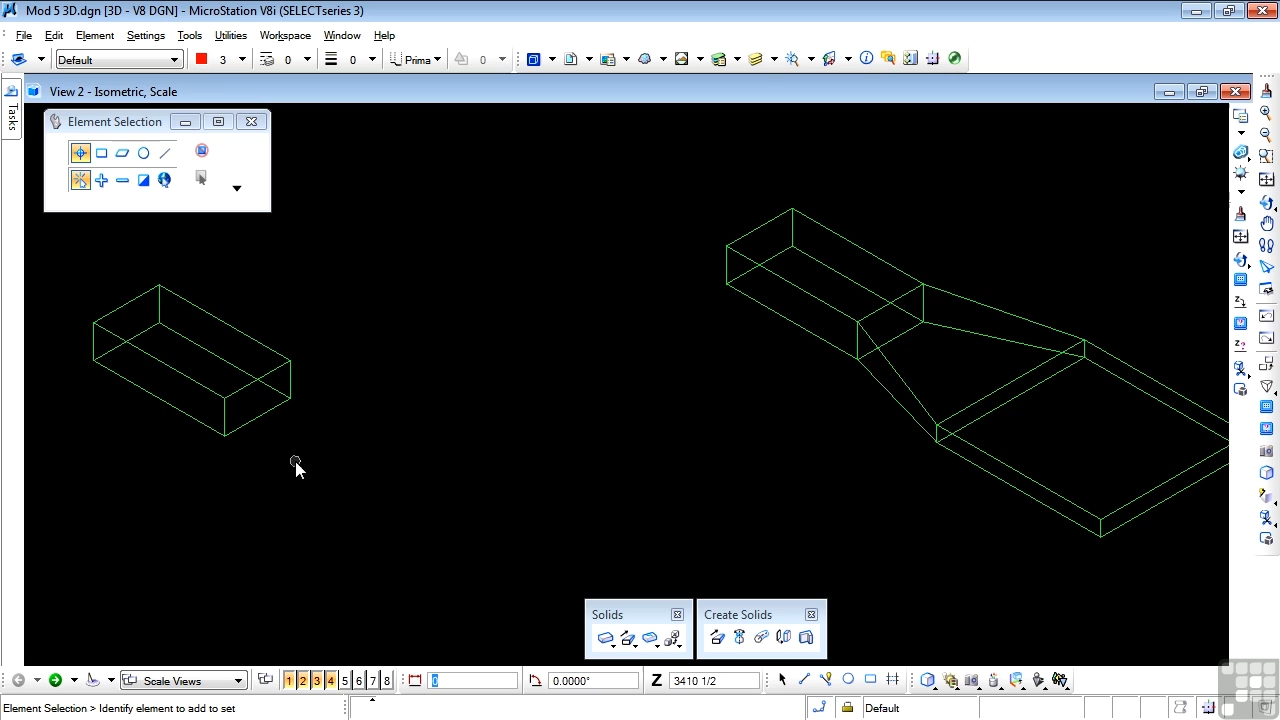 Mod 5 3D.dgn [3D - V8 DGN] - MicroStation V8i (SELECTseries 3)
File Edit Element Settings Tools Utilities Workspace Window Help
Default 3 0 0 Prima 0
Tasks
View 2 - Isometric, Scale
Element Selection
Solids
Create Solids
Scale Views 1 2 3 4 5 6 7 8 0 0.0000° Z 3410 1/2
Element Selection > Identify element to add to set
Default